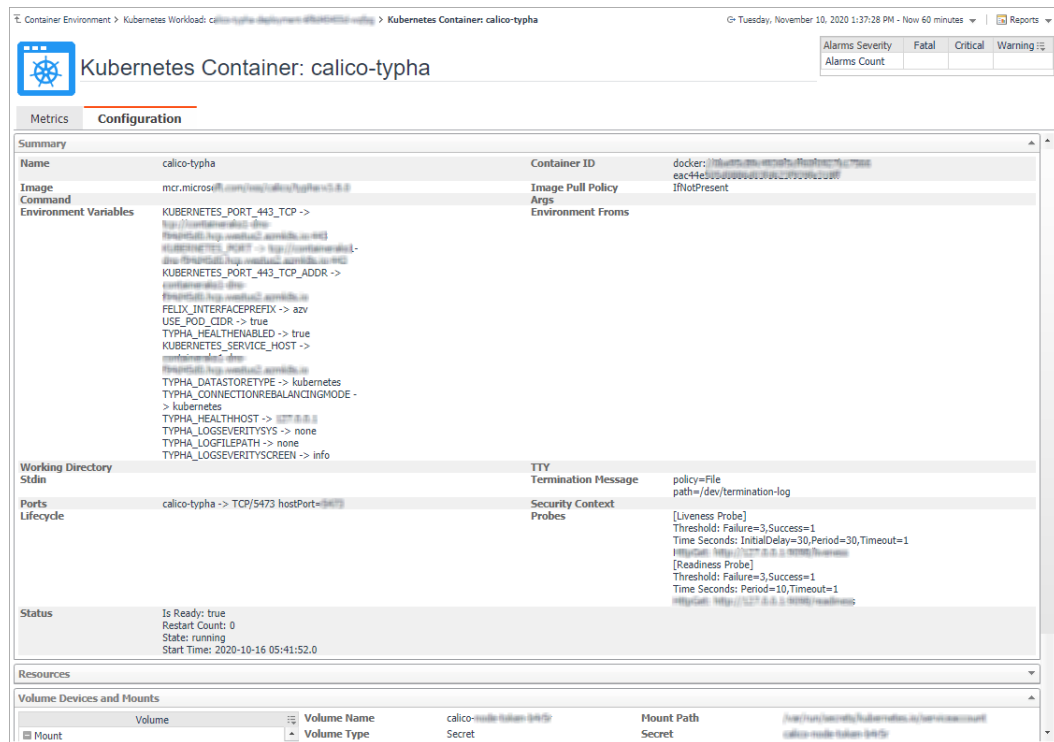 Container Environment > Kubernetes Workload: > Kubernetes Container: calico-typha
Tuesday, November 10, 2020 1:37:28 PM - Now 60 minutes
Reports
Kubernetes Container: calico-typha
Alarms Severity Fatal Critical Warning
Alarms Count
Metrics Configuration
Summary
Name calico-typha Container ID docker:
Image Image Pull Policy IfNotPresent
Command Args
Environment Variables KUBERNETES_PORT_443_TCP -> Environment Froms
KUBERNETES_PORT_443_TCP_ADDR ->
FELIX_INTERFACEPREFIX -> azv
USE_POD_CIDR -> true
TYPHA_HEALTHENABLED -> true
KUBERNETES_SERVICE_HOST ->
TYPHA_DATASTORETYPE -> kubernetes
TYPHA_CONNECTIONREBALANCINGMODE -
> kubernetes
TYPHA_HEALTHHOST ->
TYPHA_LOGSEVERITYSYS -> none
TYPHA_LOGFILEPATH -> none
TYPHA_LOGSEVERITYSCREEN -> info
Working Directory TTY
Stdin Termination Message policy=File
path=/dev/termination-log
Ports calico-typha -> TCP/5473 hostPort= Security Context
Lifecycle Probes [Liveness Probe]
Threshold: Failure=3,Success=1
Time Seconds: InitialDelay=30,Period=30,Timeout=1
[Readiness Probe]
Threshold: Failure=3,Success=1
Time Seconds: Period=10,Timeout=1
Status Is Ready: true
Restart Count: 0
State: running
Start Time: 2020-10-16 05:41:52.0
Resources
Volume Devices and Mounts
Volume Volume Name calico- Mount Path
Mount Volume Type Secret Secret